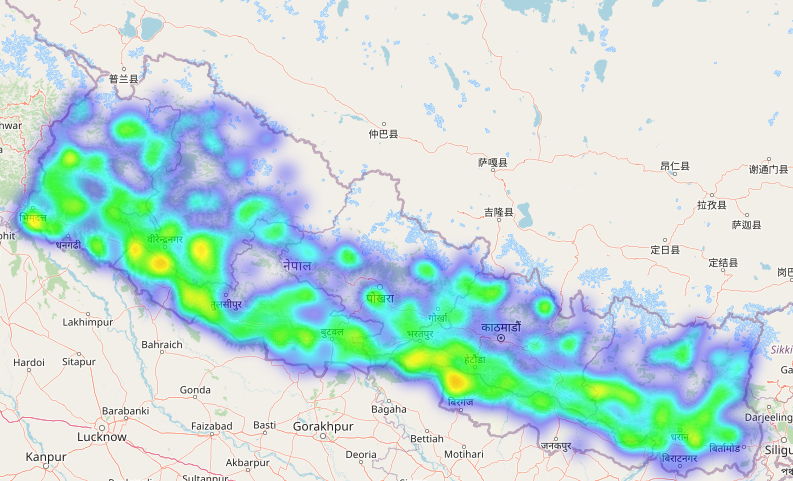 普兰县
hwar
仲巴县
萨嘎县
昂仁县
谢通门县
拉孜县
吉隆县
萨迦县
भिमदत्त
phit
धनगढी
वीरेन्द्रनगर
定日县
नेपाल
定结县
岗巴
तुलसीपुर
पोखरा
Lakhimpur
गोर्खा
काठमाडौं
बुटवल
भरतपुर
Bahraich
Sikki
Hardoi
Sitapur
हेटौडा
Ga
Gonda
बिरगंज
Barabanki
Bagaha
Darjeeling
Faizabad
Basti
Gorakhpur
Lucknow
Bettiah
धरान
जनकपुर
बिर्तामोड
Kanpur
Deoria
Motihari
बिराटनगर
Siligu
Akbarpur
Sultanpur